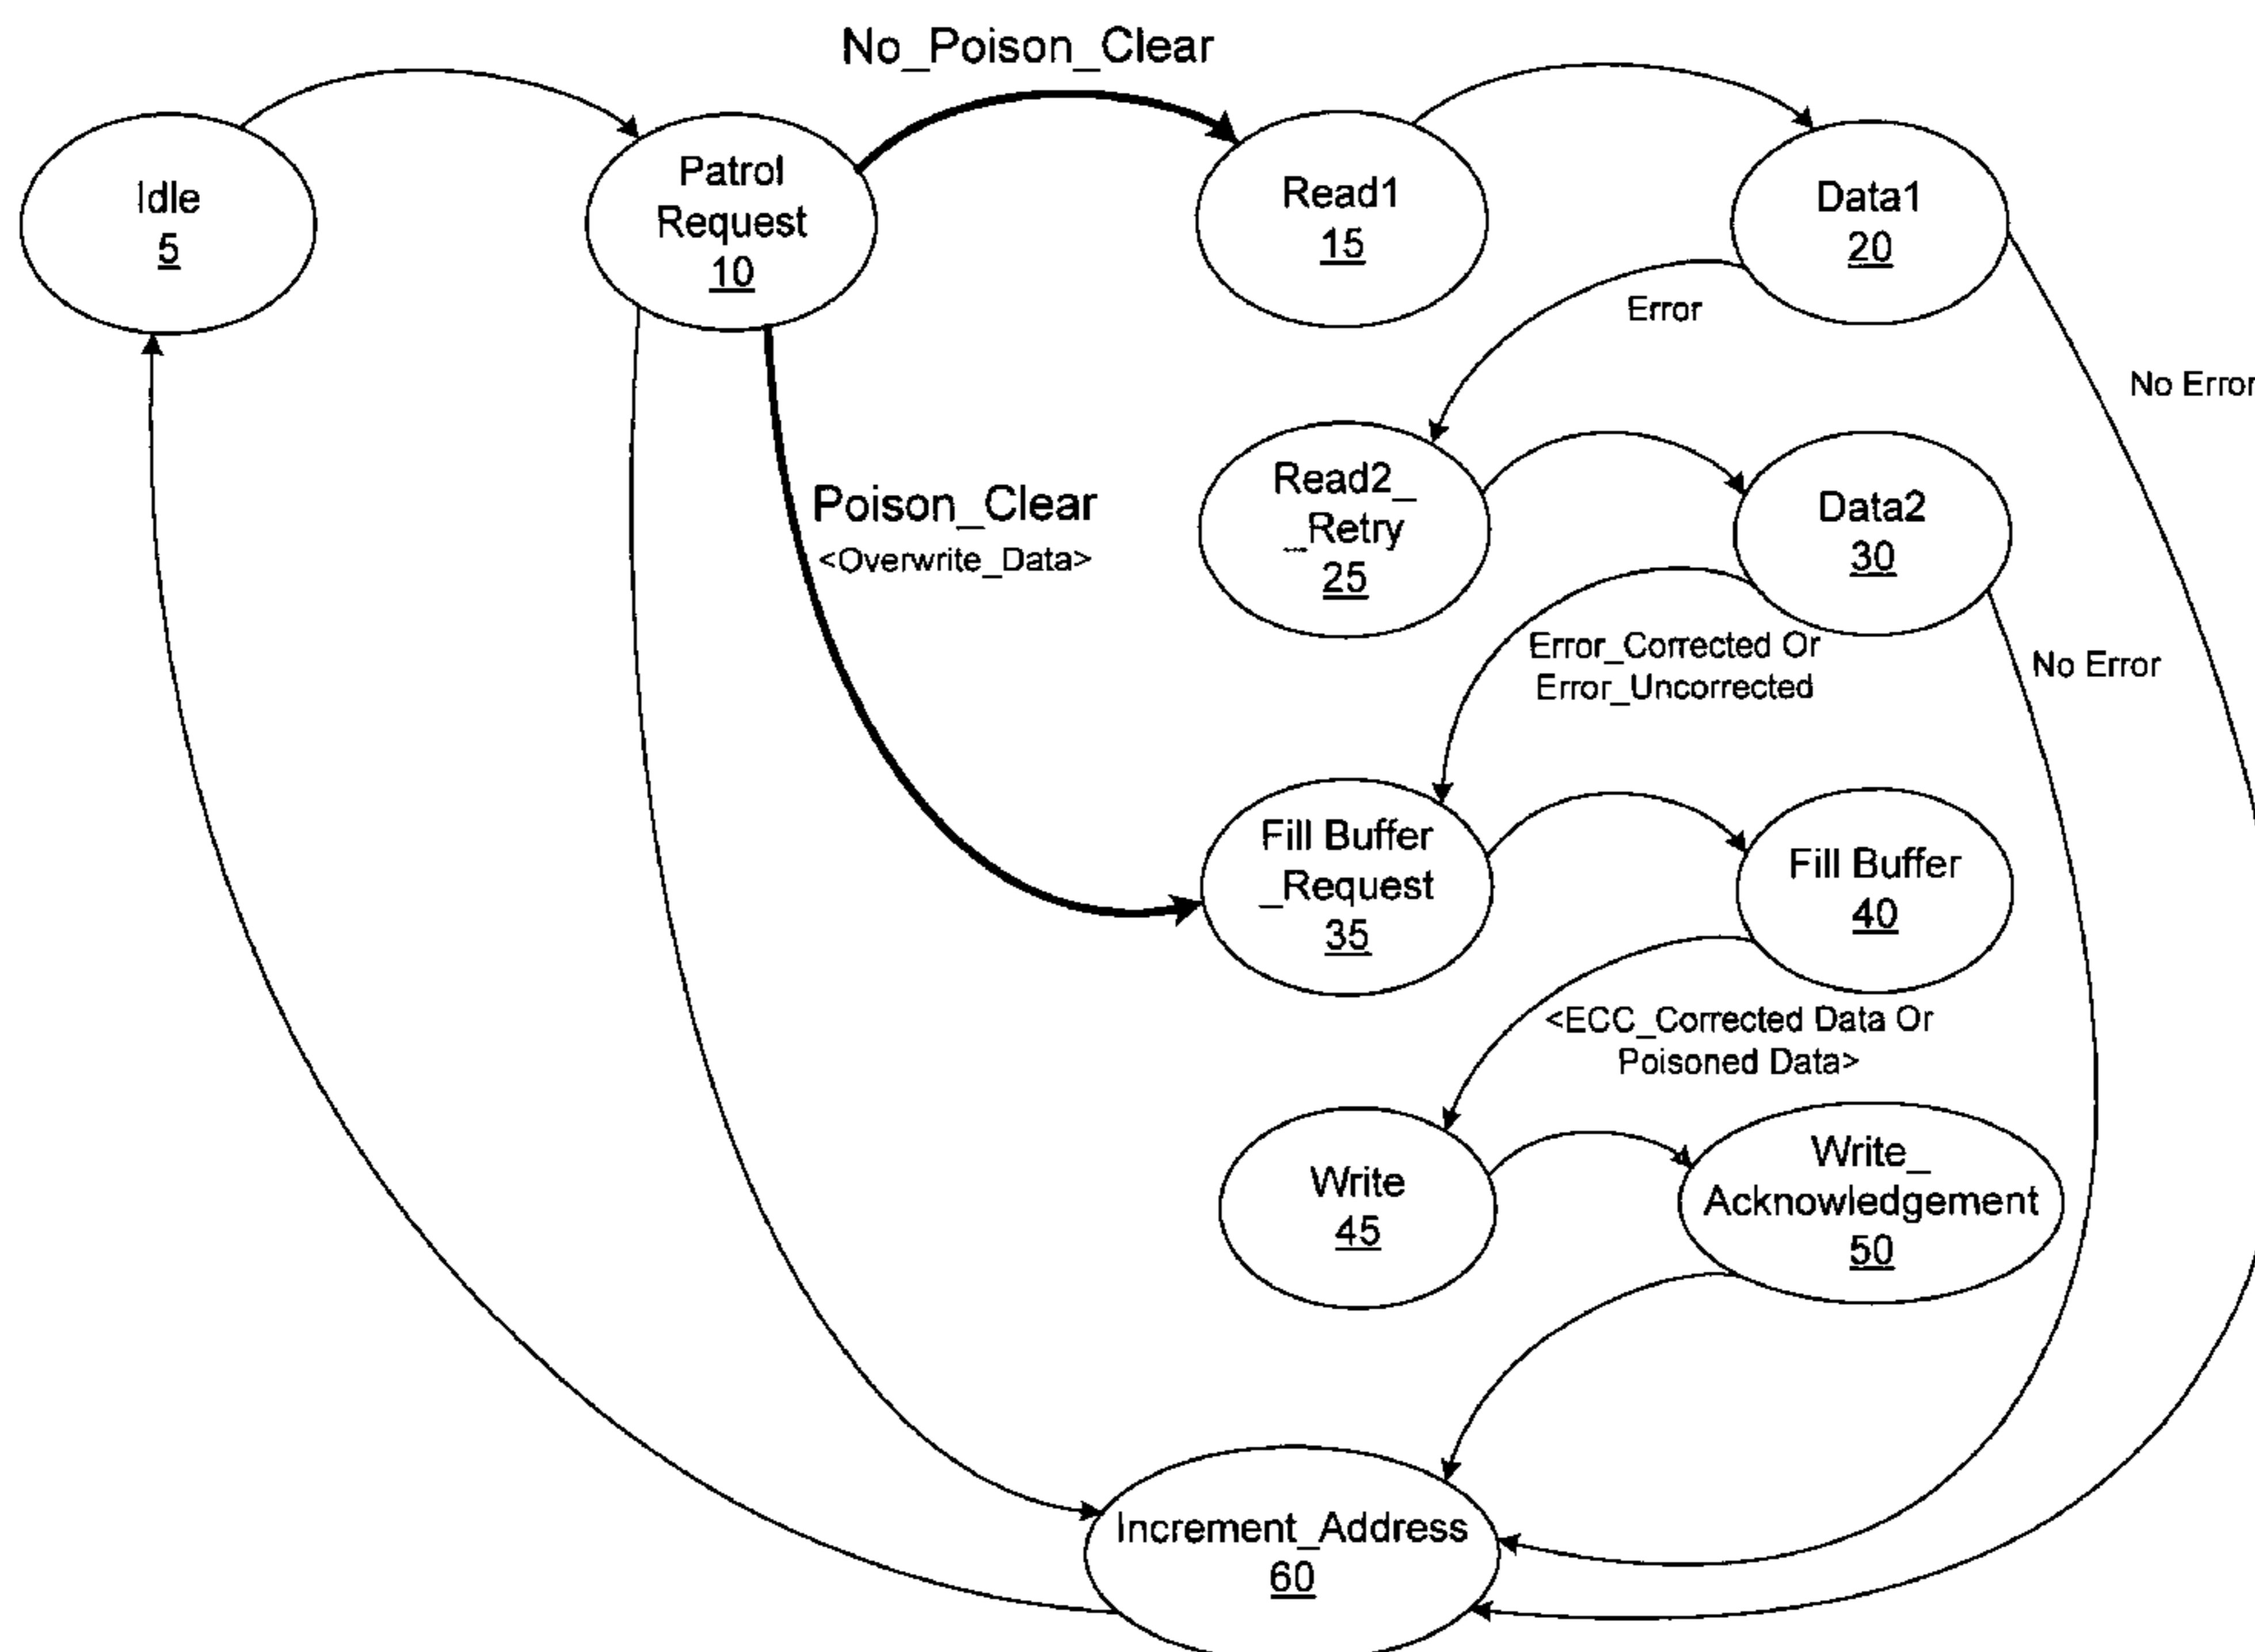 No_Poison_Clear
Idle
5
Patrol
Request
10
Read1
15
Data1
20
Error
No Error
Poison_Clear
<Overwrite_Data>
Read2_
_Retry
25
Data2
30
Error_Corrected Or
Error_Uncorrected
No Error
Fill Buffer
_Request
35
Fill Buffer
40
<ECC_Corrected Data Or
Poisoned Data>
Write
45
Write_
Acknowledgement
50
Increment_Address
60